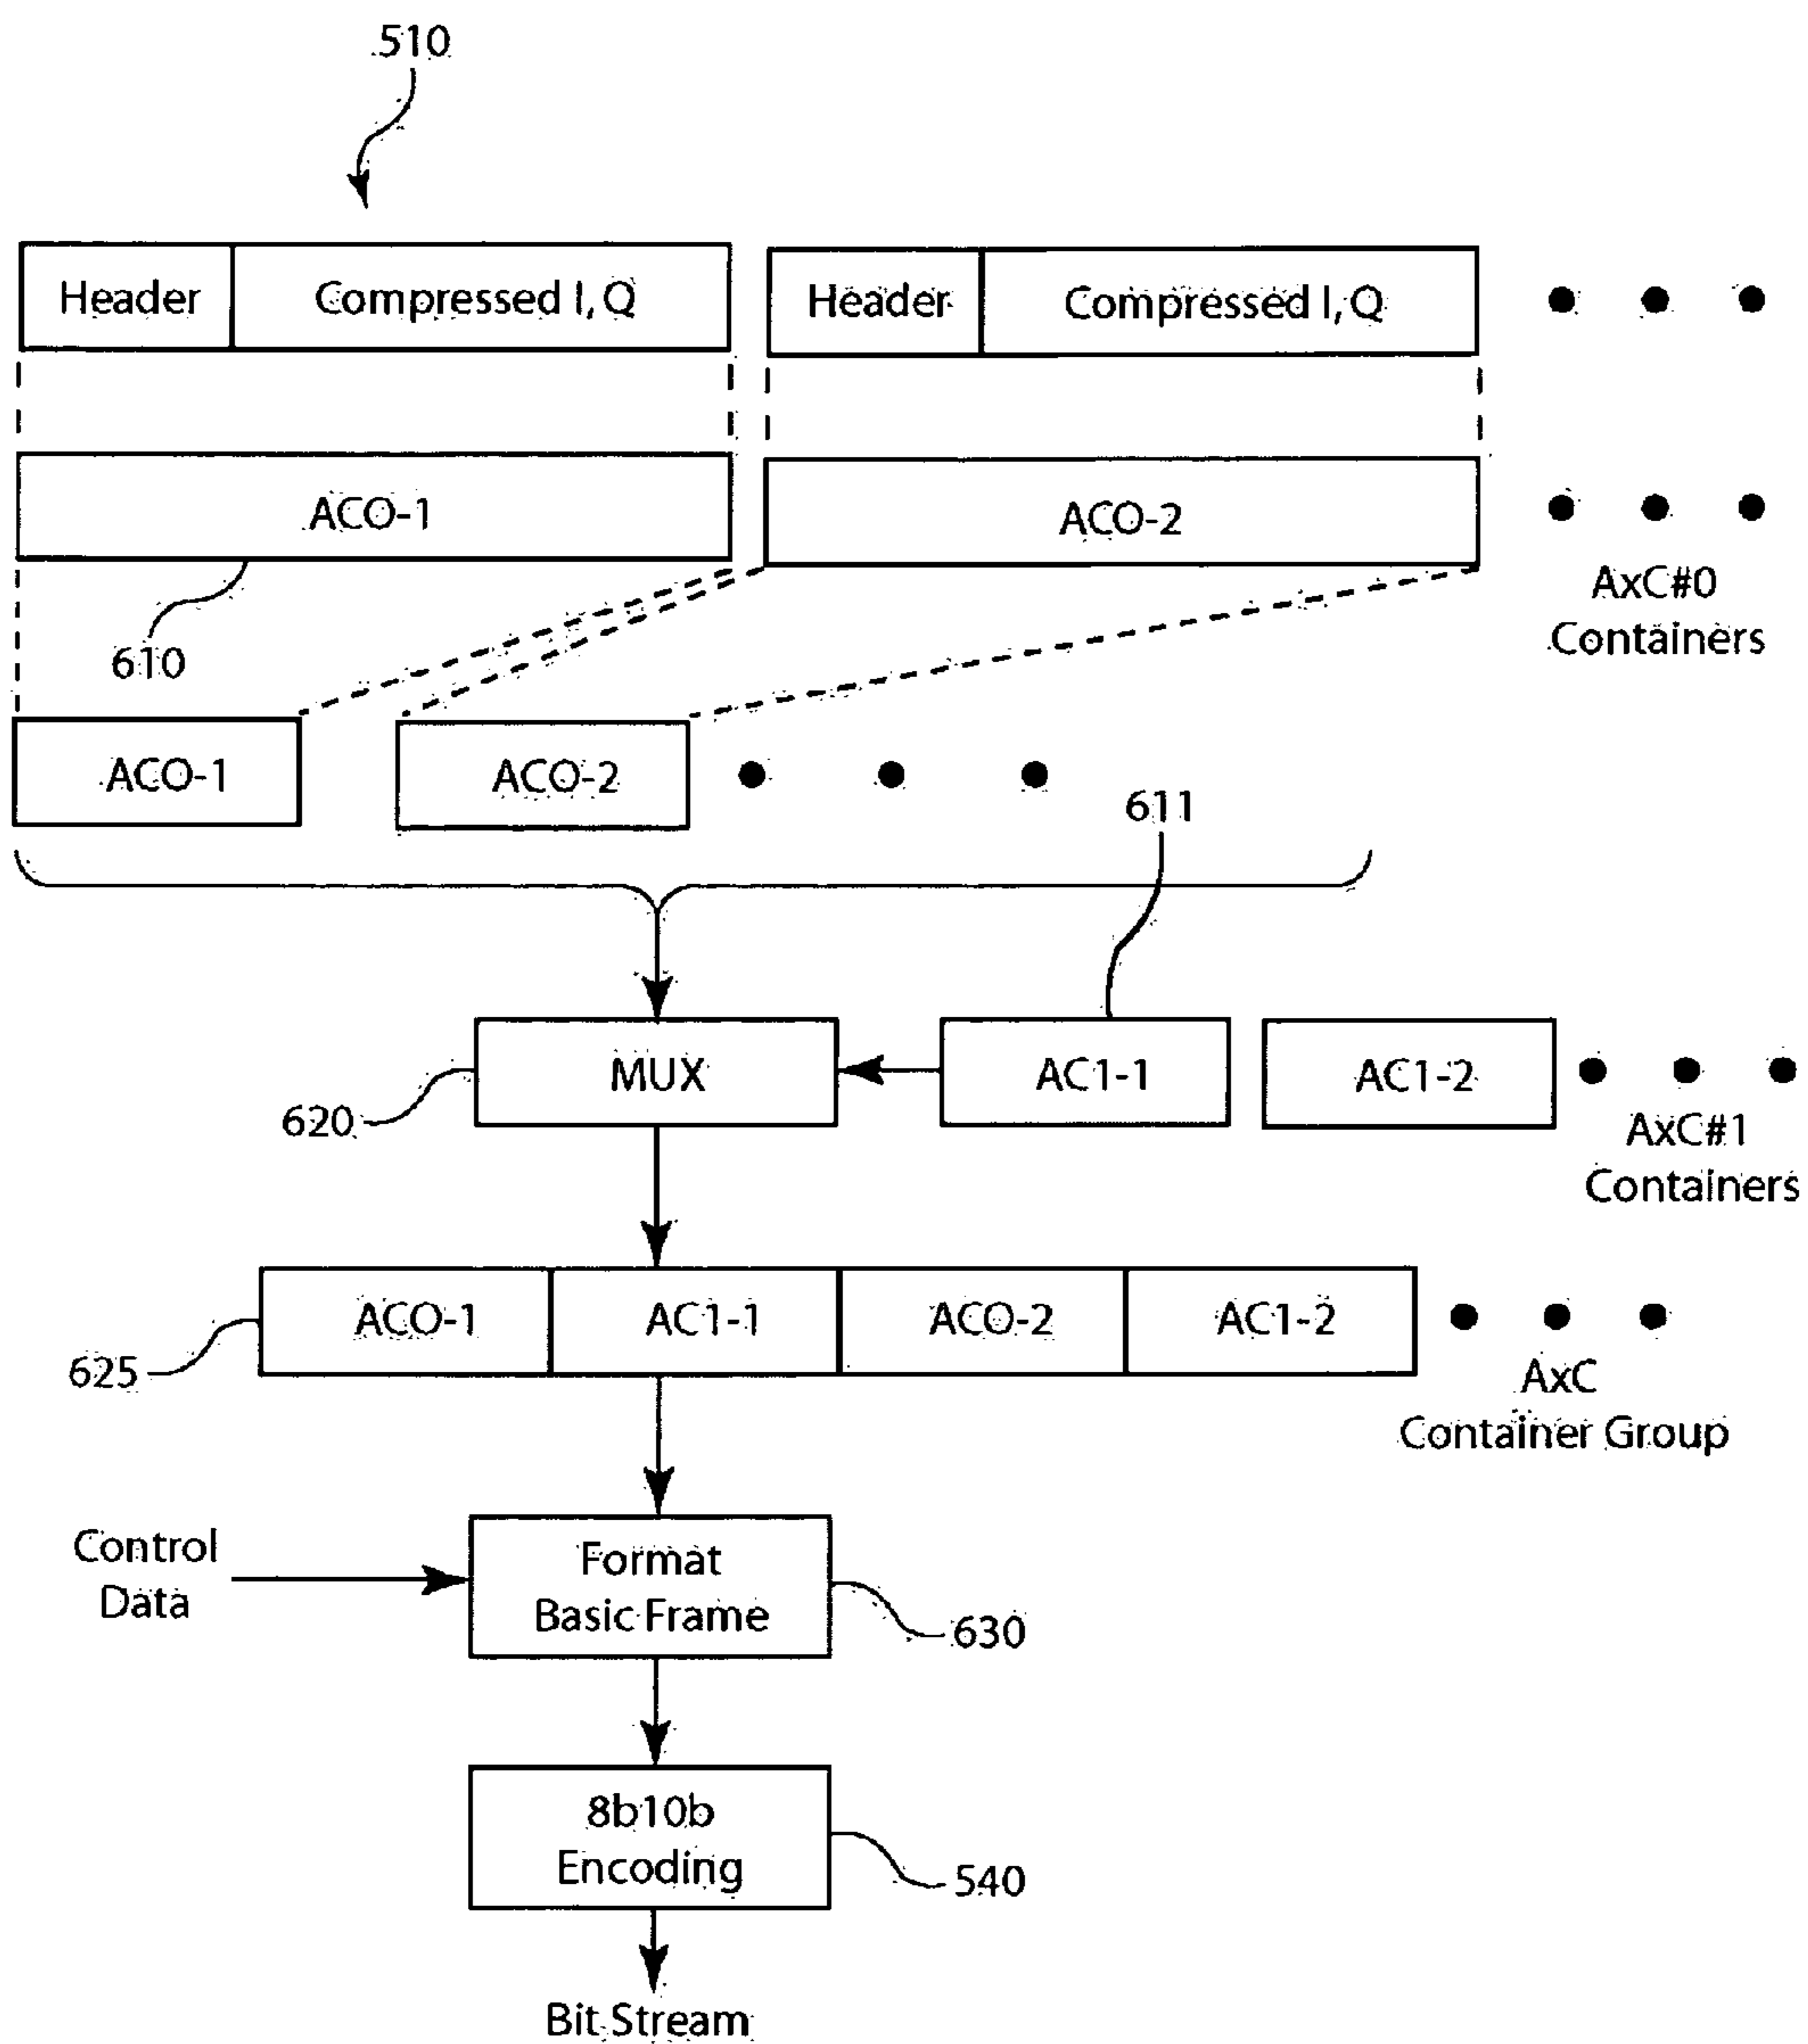 510
Header Compressed I, Q Header Compressed I, Q
ACO-1 ACO-2
AxC#0
Containers
610
ACO-1 ACO-2
611
MUX AC1-1 AC1-2
620
AxC#1
Containers
ACO-1 AC1-1 ACO-2 AC1-2
625
AxC
Container Group
Control
Data
Format
Basic Frame
630
8b10b
Encoding
540
Bit Stream